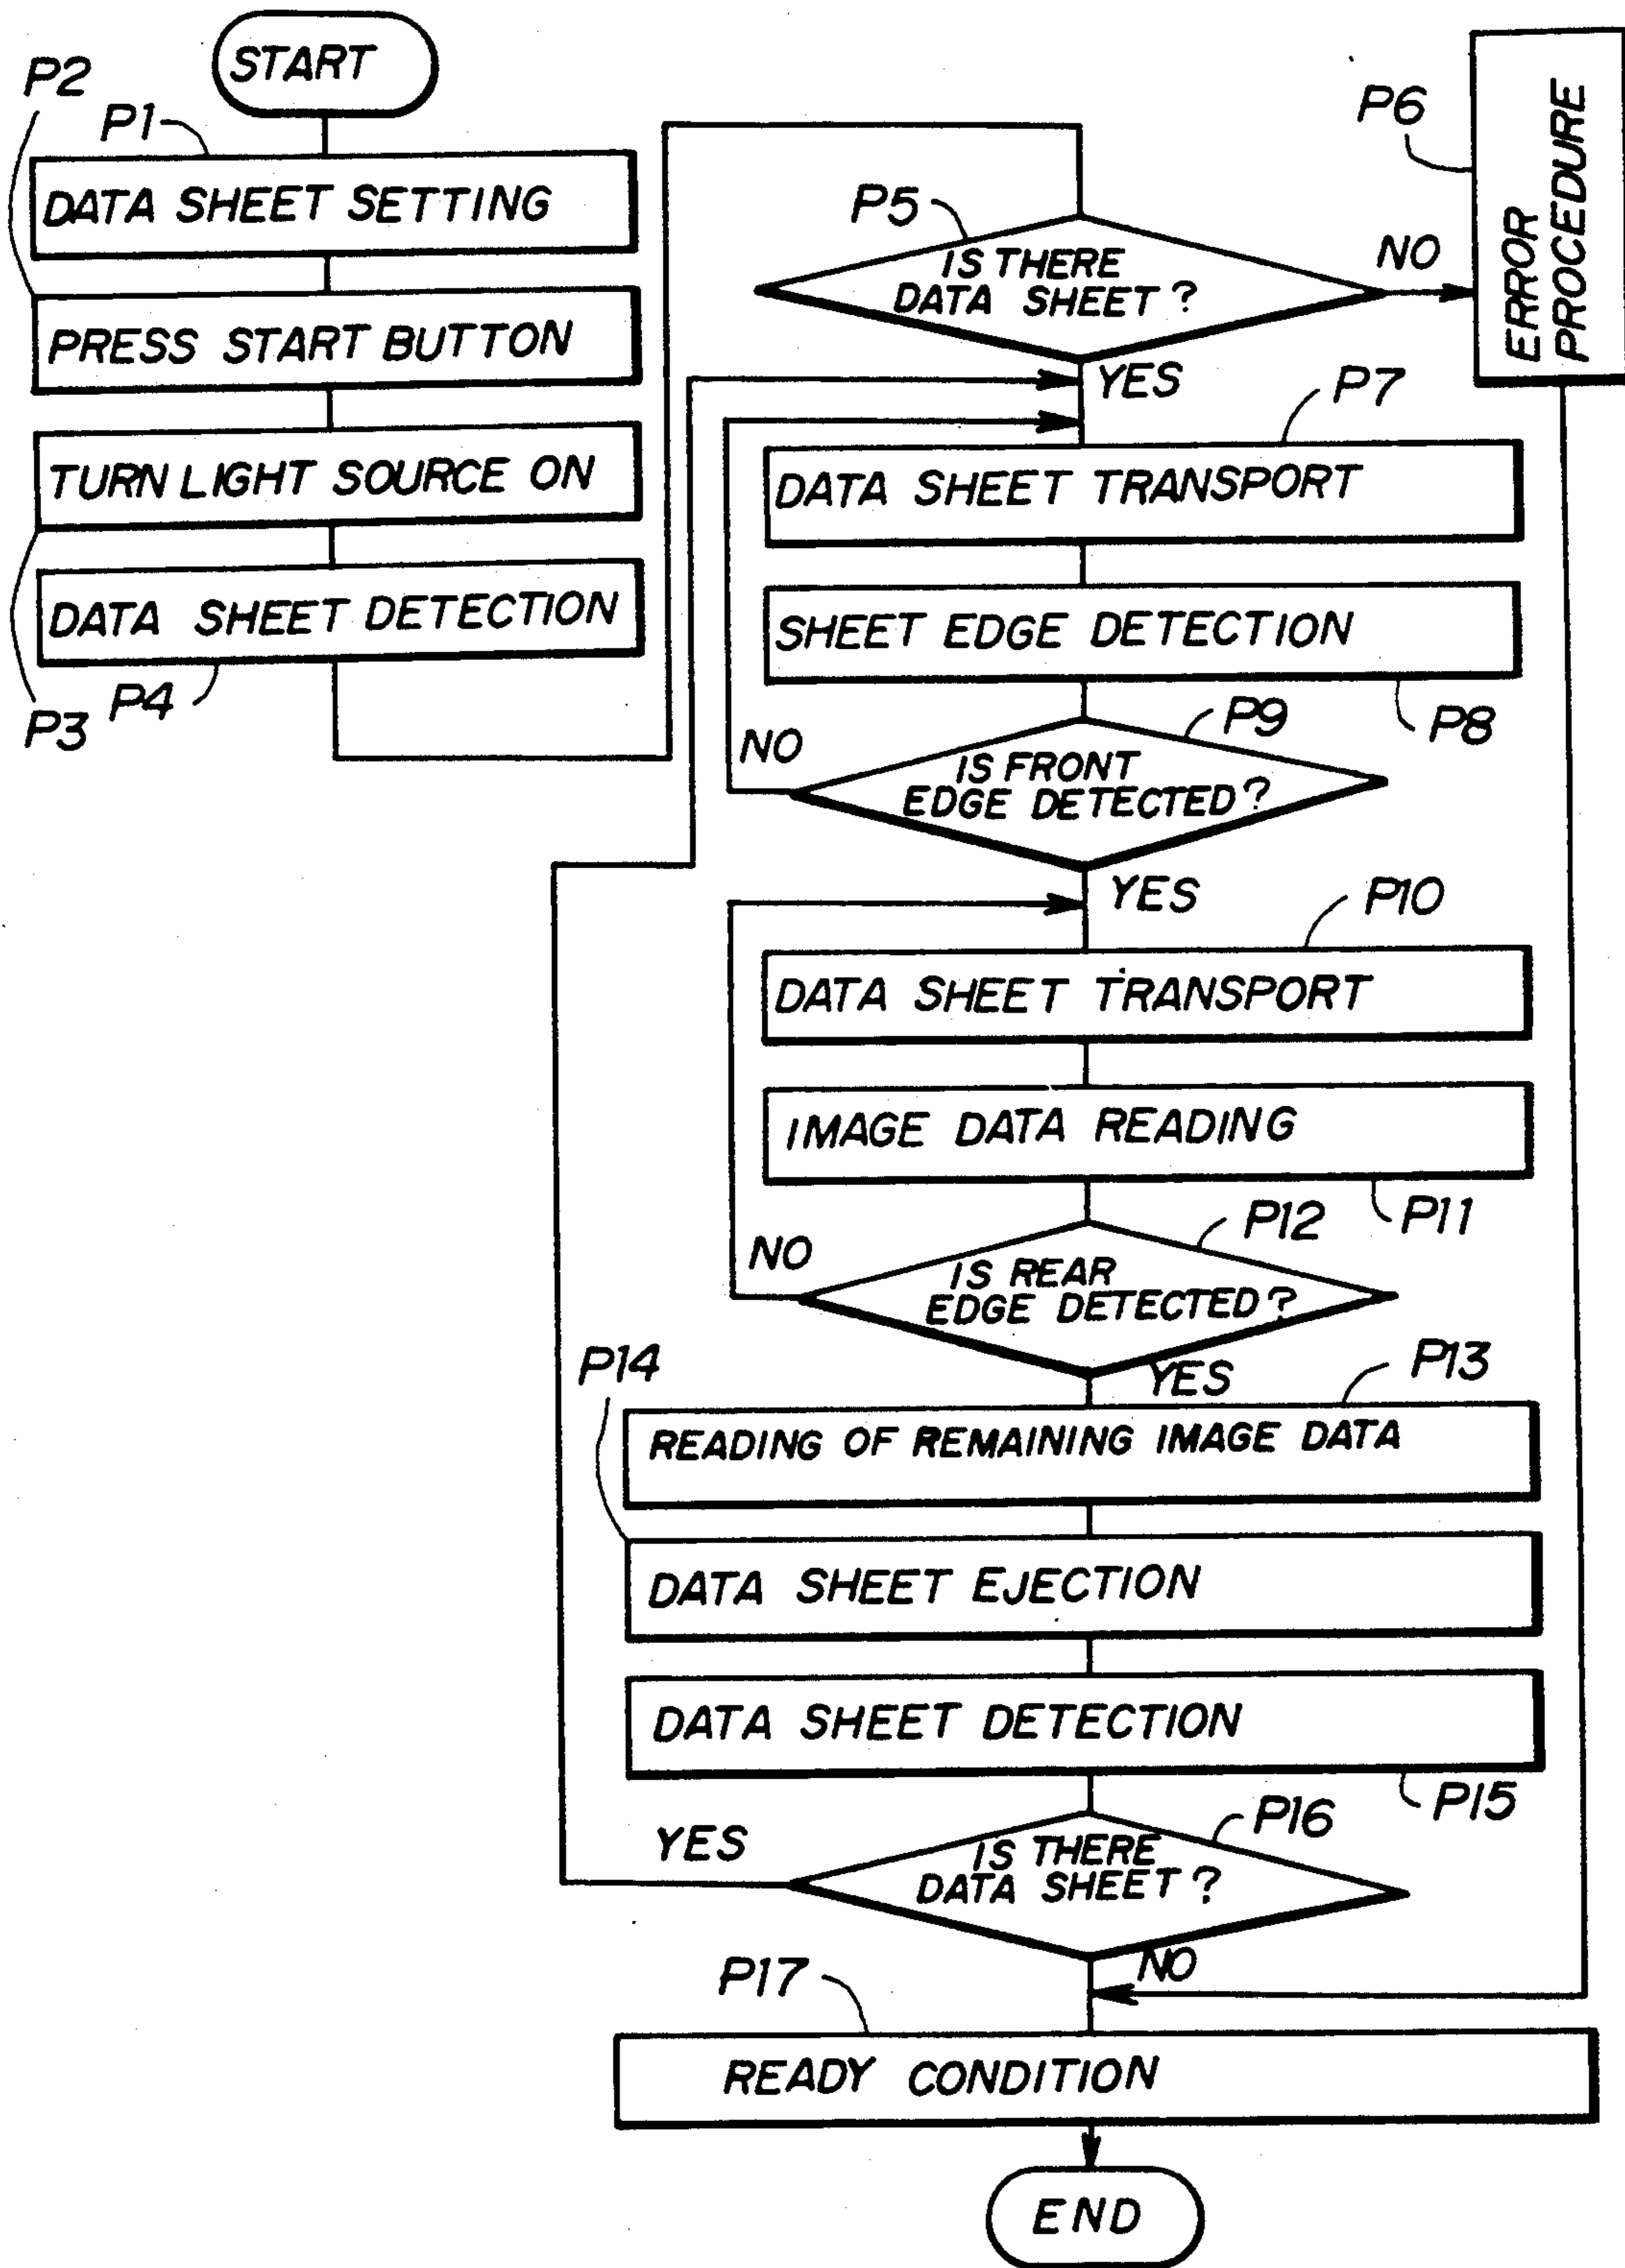 START
P2
P1
DATA SHEET SETTING
PRESS START BUTTON
TURN LIGHT SOURCE ON
DATA SHEET DETECTION
P3
P4
P5
IS THERE
DATA SHEET ?
NO
P6
ERROR
PROCEDURE
YES
P7
DATA SHEET TRANSPORT
SHEET EDGE DETECTION
P8
P9
NO
IS FRONT
EDGE DETECTED ?
YES
P10
DATA SHEET TRANSPORT
IMAGE DATA READING
P11
P12
NO
IS REAR
EDGE DETECTED ?
YES
P13
P14
READING OF REMAINING IMAGE DATA
DATA SHEET EJECTION
DATA SHEET DETECTION
P15
P16
YES
IS THERE
DATA SHEET ?
NO
P17
READY CONDITION
END